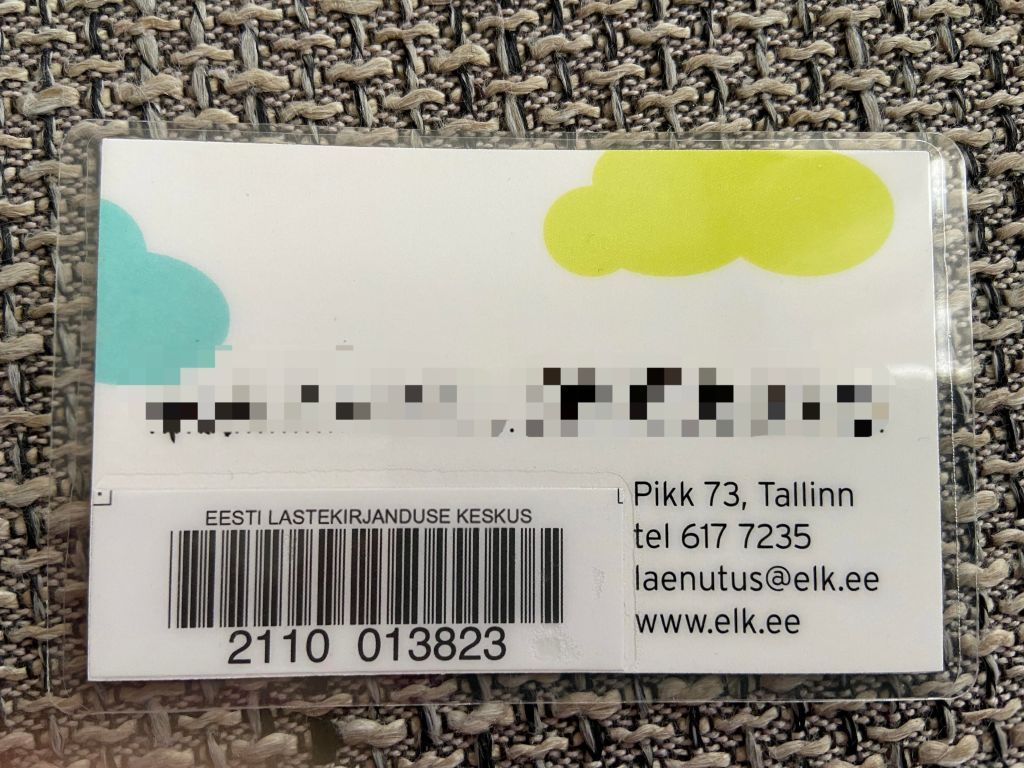 EESTI LASTEKIRJANDUSE KESKUS
2110 013823
Pikk 73, Tallinn
tel 617 7235
laenutus@elk.ee
www.elk.ee